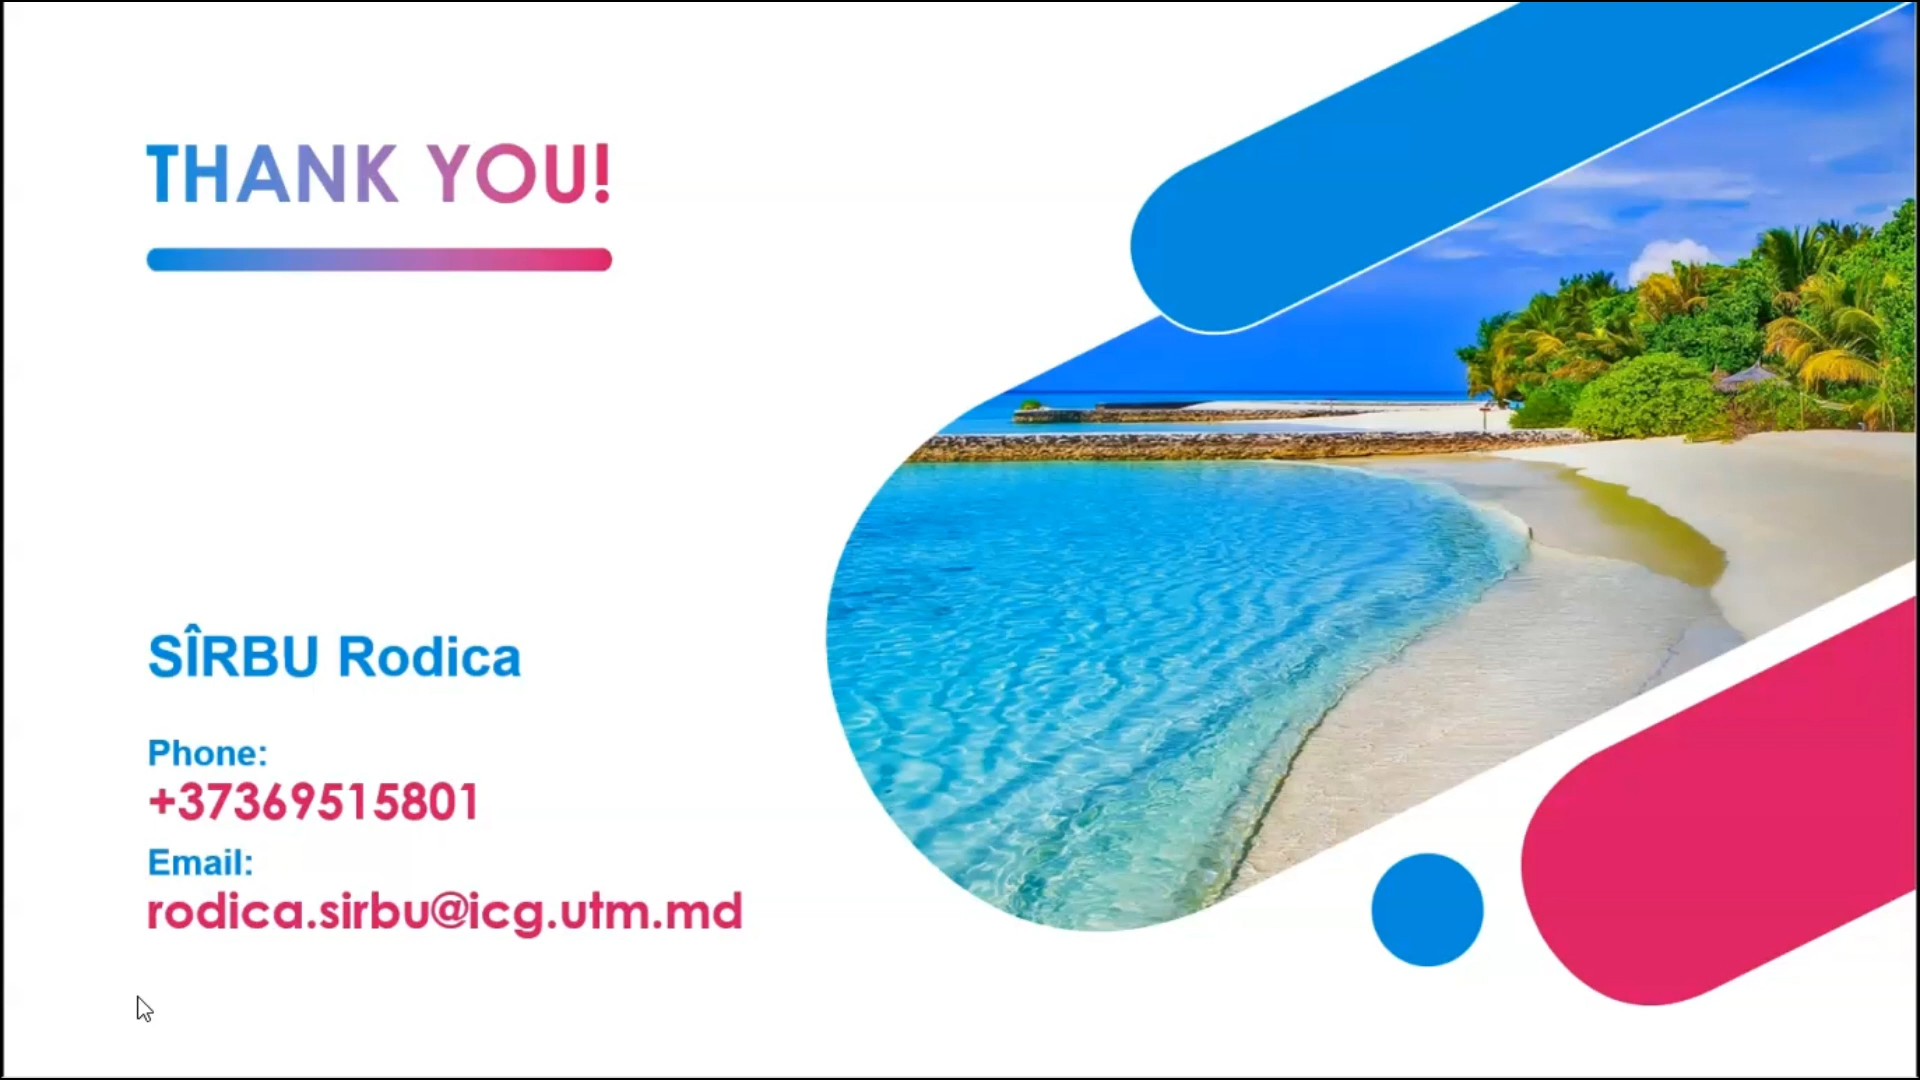 THANK YOU!
SÎRBU Rodica
Phone:
+37369515801
Email:
rodica.sirbu@icg.utm.md